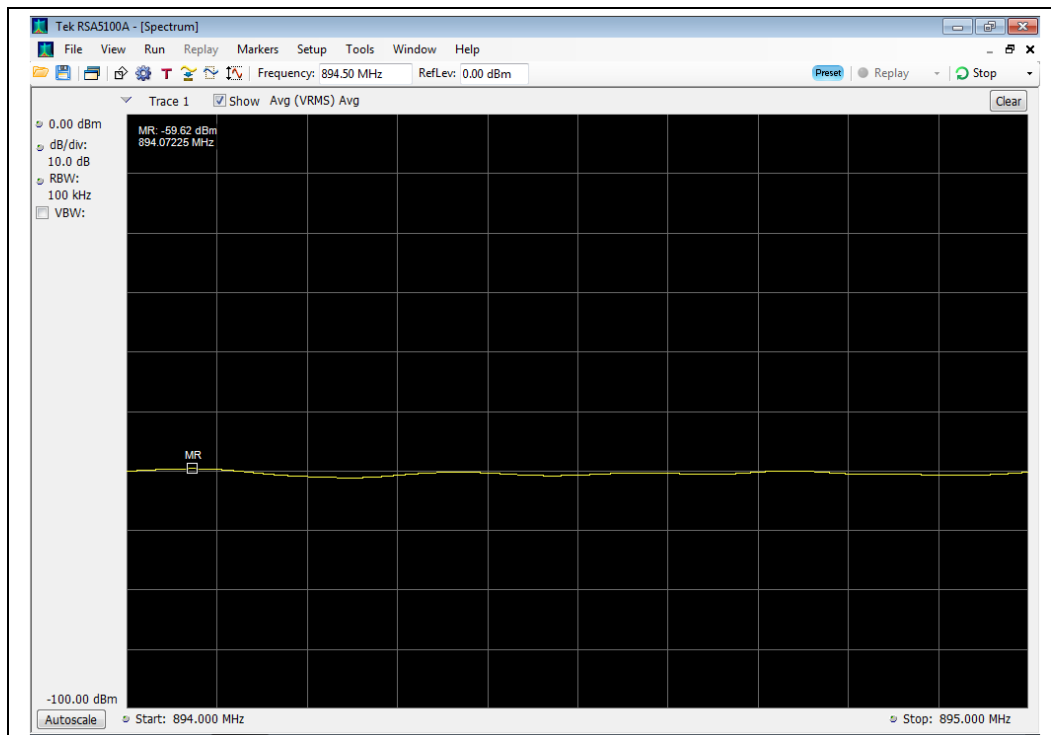 Tek RSA5100A - [Spectrum]
File View Run Replay Markers Setup Tools Window Help
T Frequency: 894.50 MHz RefLev: 0.00 dBm Preset Replay Stop
Trace 1 Show Avg (VRMS) Avg Clear
0.00 dBm
dB/div:
10.0 dB
RBW:
100 kHz
VBW:
MR: -59.62 dBm
894.07225 MHz
MR
-100.00 dBm
Autoscale Start: 894.000 MHz Stop: 895.000 MHz